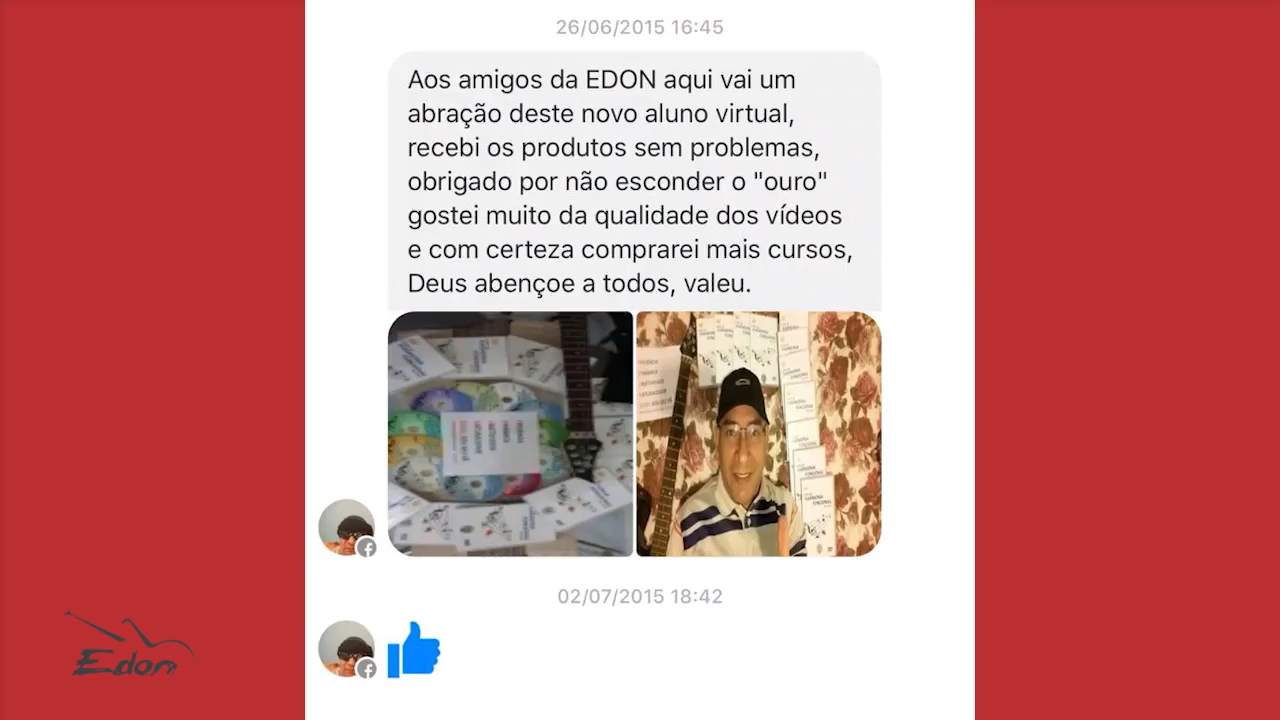 26/06/2015 16:45
Aos amigos da EDON aqui vai um
abração deste novo aluno virtual,
recebi os produtos sem problemas,
obrigado por não esconder o "ouro"
gostei muito da qualidade dos vídeos
e com certeza comprarei mais cursos,
Deus abençoe a todos, valeu.
02/07/2015 18:42
Edon